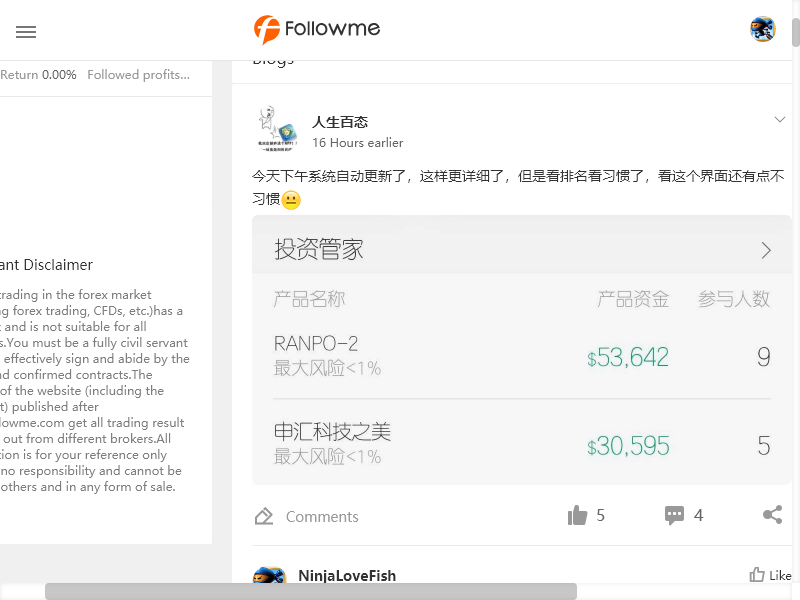 Followme
Return 0.00% Followed profits...
Blogs
人生百态
16 Hours earlier
今天下午系统自动更新了，这样更详细了，但是看排名看习惯了，看这个界面还有点不
习惯
投资管家
产品名称 产品资金 参与人数
RANPO-2
最大风险<1%
$53,642 9
申汇科技之美
最大风险<1%
$30,595 5
Comments 5 4
NinjaLoveFish Like
ant Disclaimer
trading in the forex market
g forex trading, CFDs, etc.)has a
and is not suitable for all
s.You must be a fully civil servant
effectively sign and abide by the
nd confirmed contracts.The
of the website (including the
t) published after
lowme.com get all trading result
out from different brokers.All
tion is for your reference only
no responsibility and cannot be
others and in any form of sale.